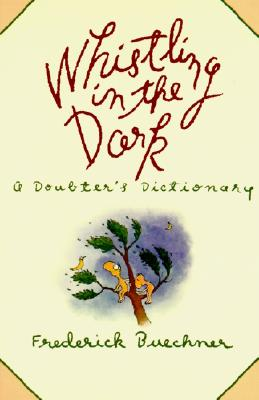 Whistling
in the
Dark
A Doubter's Dictionary
Frederick Buechner